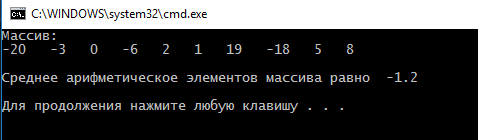 C:\WINDOWS\system32\cmd.exe
Массив:
-20 -3 0 -6 2 1 19 -18 5 8
Среднее арифметическое элементов массива равно -1.2
Для продолжения нажмите любую клавишу . . .